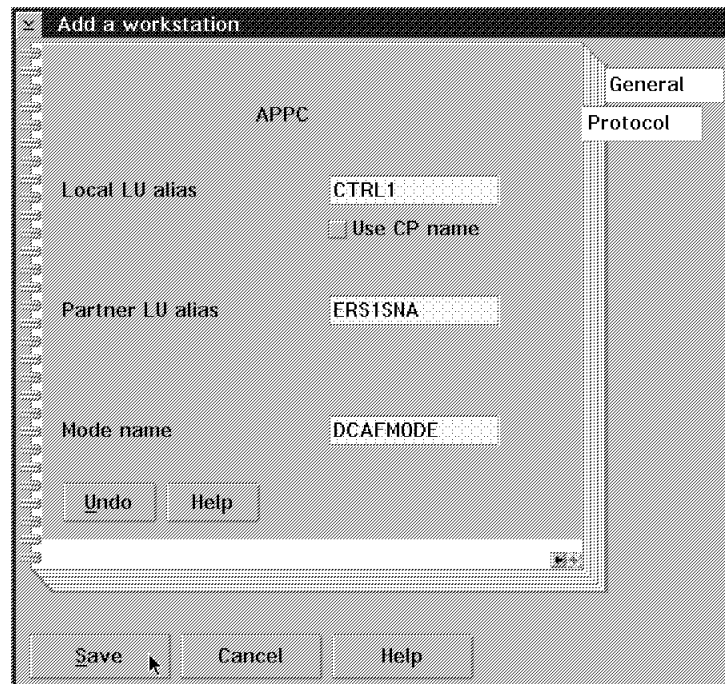 Add a workstation
General
Protocol
APPC
Local LU alias CTRL1
Use CP name
Partner LU alias ERS1SNA
Mode name DCAFMODE
Undo Help
Save Cancel Help